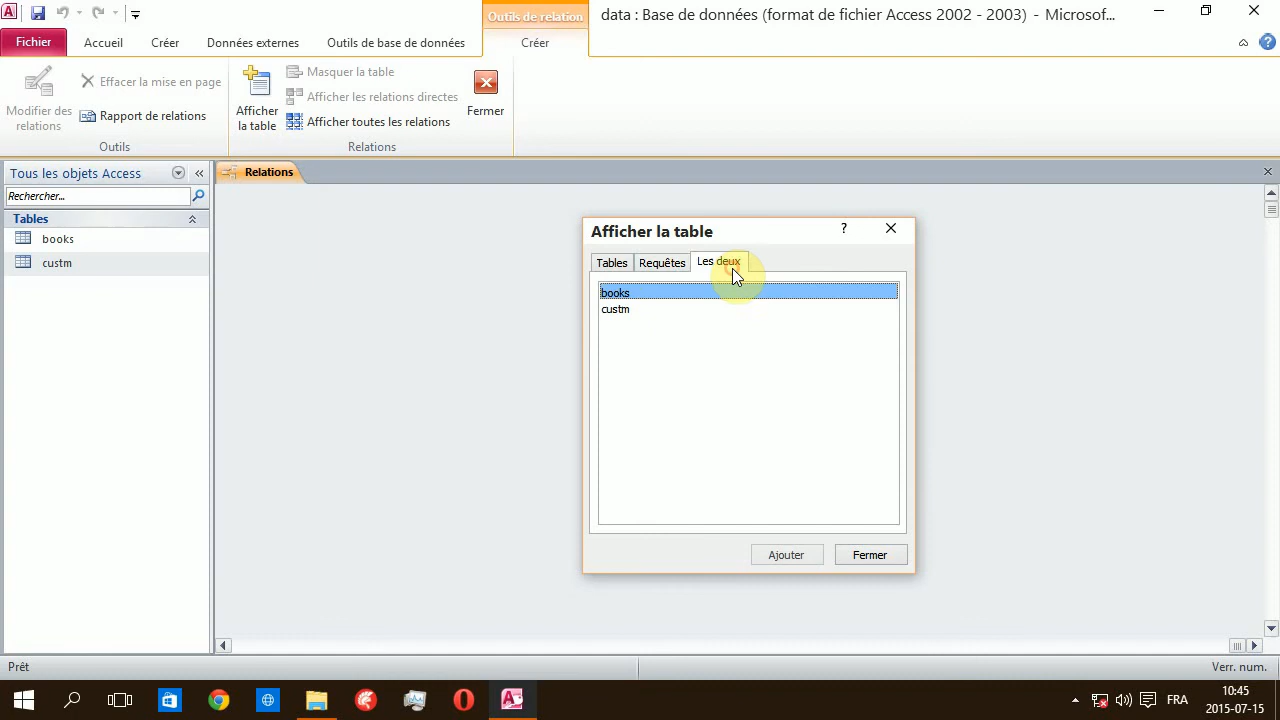 Outils de relation
data : Base de données (format de fichier Access 2002 - 2003) - Microsof...
Fichier
Accueil
Créer
Données externes
Outils de base de données
Créer
Modifier des
relations
Effacer la mise en page
Rapport de relations
Outils
Afficher
la table
Masquer la table
Afficher les relations directes
Afficher toutes les relations
Relations
Fermer
Tous les objets Access
Rechercher...
Tables
books
custm
Relations
Afficher la table
Tables
Requêtes
Les deux
books
custm
Ajouter
Fermer
Prêt
Verr. num.
FRA
10:45
2015-07-15